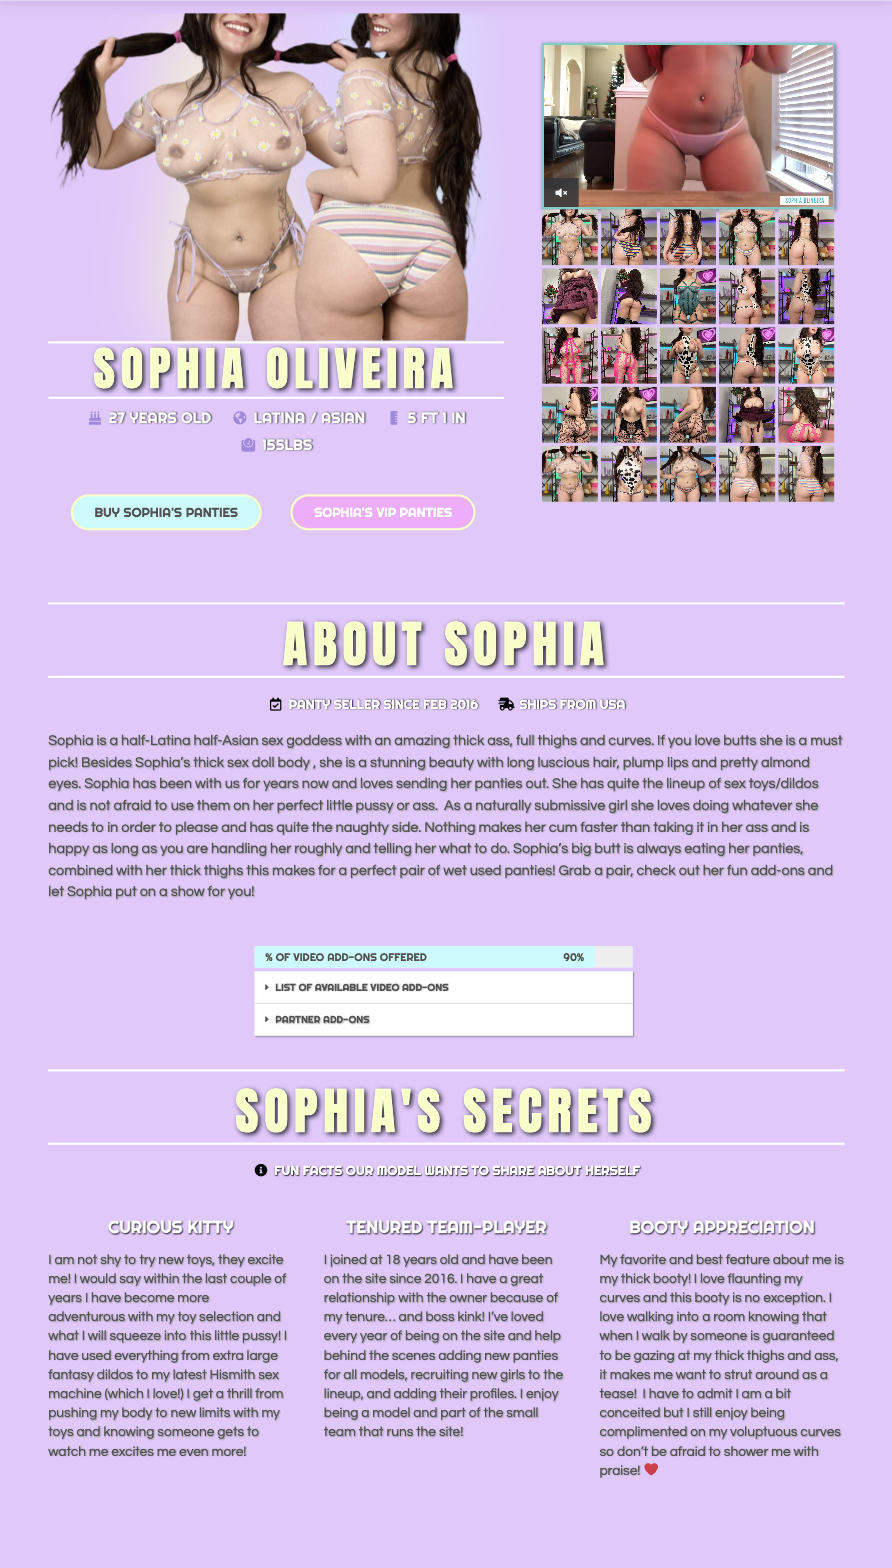 SOPHIA OLIVEIRA
SOPHIA OLIVEIRA
27 YEARS OLD LATINA / ASIAN 5 FT 1 IN
155LBS
BUY SOPHIA'S PANTIES SOPHIA'S VIP PANTIES
ABOUT SOPHIA
PANTY SELLER SINCE FEB 2016 SHIPS FROM USA
Sophia is a half-Latina half-Asian sex goddess with an amazing thick ass, full thighs and curves. If you love butts she is a must
pick! Besides Sophia's thick sex doll body , she is a stunning beauty with long luscious hair, plump lips and pretty almond
eyes. Sophia has been with us for years now and loves sending her panties out. She has quite the lineup of sex toys/dildos
and is not afraid to use them on her perfect little pussy or ass. As a naturally submissive girl she loves doing whatever she
needs to in order to please and has quite the naughty side. Nothing makes her cum faster than taking it in her ass and is
happy as long as you are handling her roughly and telling her what to do. Sophia's big butt is always eating her panties,
combined with her thick thighs this makes for a perfect pair of wet used panties! Grab a pair, check out her fun add-ons and
let Sophia put on a show for you!
% OF VIDEO ADD-ONS OFFERED 90%
LIST OF AVAILABLE VIDEO ADD-ONS
PARTNER ADD-ONS
SOPHIA'S SECRETS
FUN FACTS OUR MODEL WANTS TO SHARE ABOUT HERSELF
CURIOUS KITTY
I am not shy to try new toys, they excite
me! I would say within the last couple of
years I have become more
adventurous with my toy selection and
what I will squeeze into this little pussy! I
have used everything from extra large
fantasy dildos to my latest Hismith sex
machine (which I love!) I get a thrill from
pushing my body to new limits with my
toys and knowing someone gets to
watch me excites me even more!
TENURED TEAM-PLAYER
I joined at 18 years old and have been
on the site since 2016. I have a great
relationship with the owner because of
my tenure… and boss kink! I've loved
every year of being on the site and help
behind the scenes adding new panties
for all models, recruiting new girls to the
lineup, and adding their profiles. I enjoy
being a model and part of the small
team that runs the site!
BOOTY APPRECIATION
My favorite and best feature about me is
my thick booty! I love flaunting my
curves and this booty is no exception. I
love walking into a room knowing that
when I walk by someone is guaranteed
to be gazing at my thick thighs and ass,
it makes me want to strut around as a
tease! I have to admit I am a bit
conceited but I still enjoy being
complimented on my voluptuous curves
so don't be afraid to shower me with
praise! ❤️